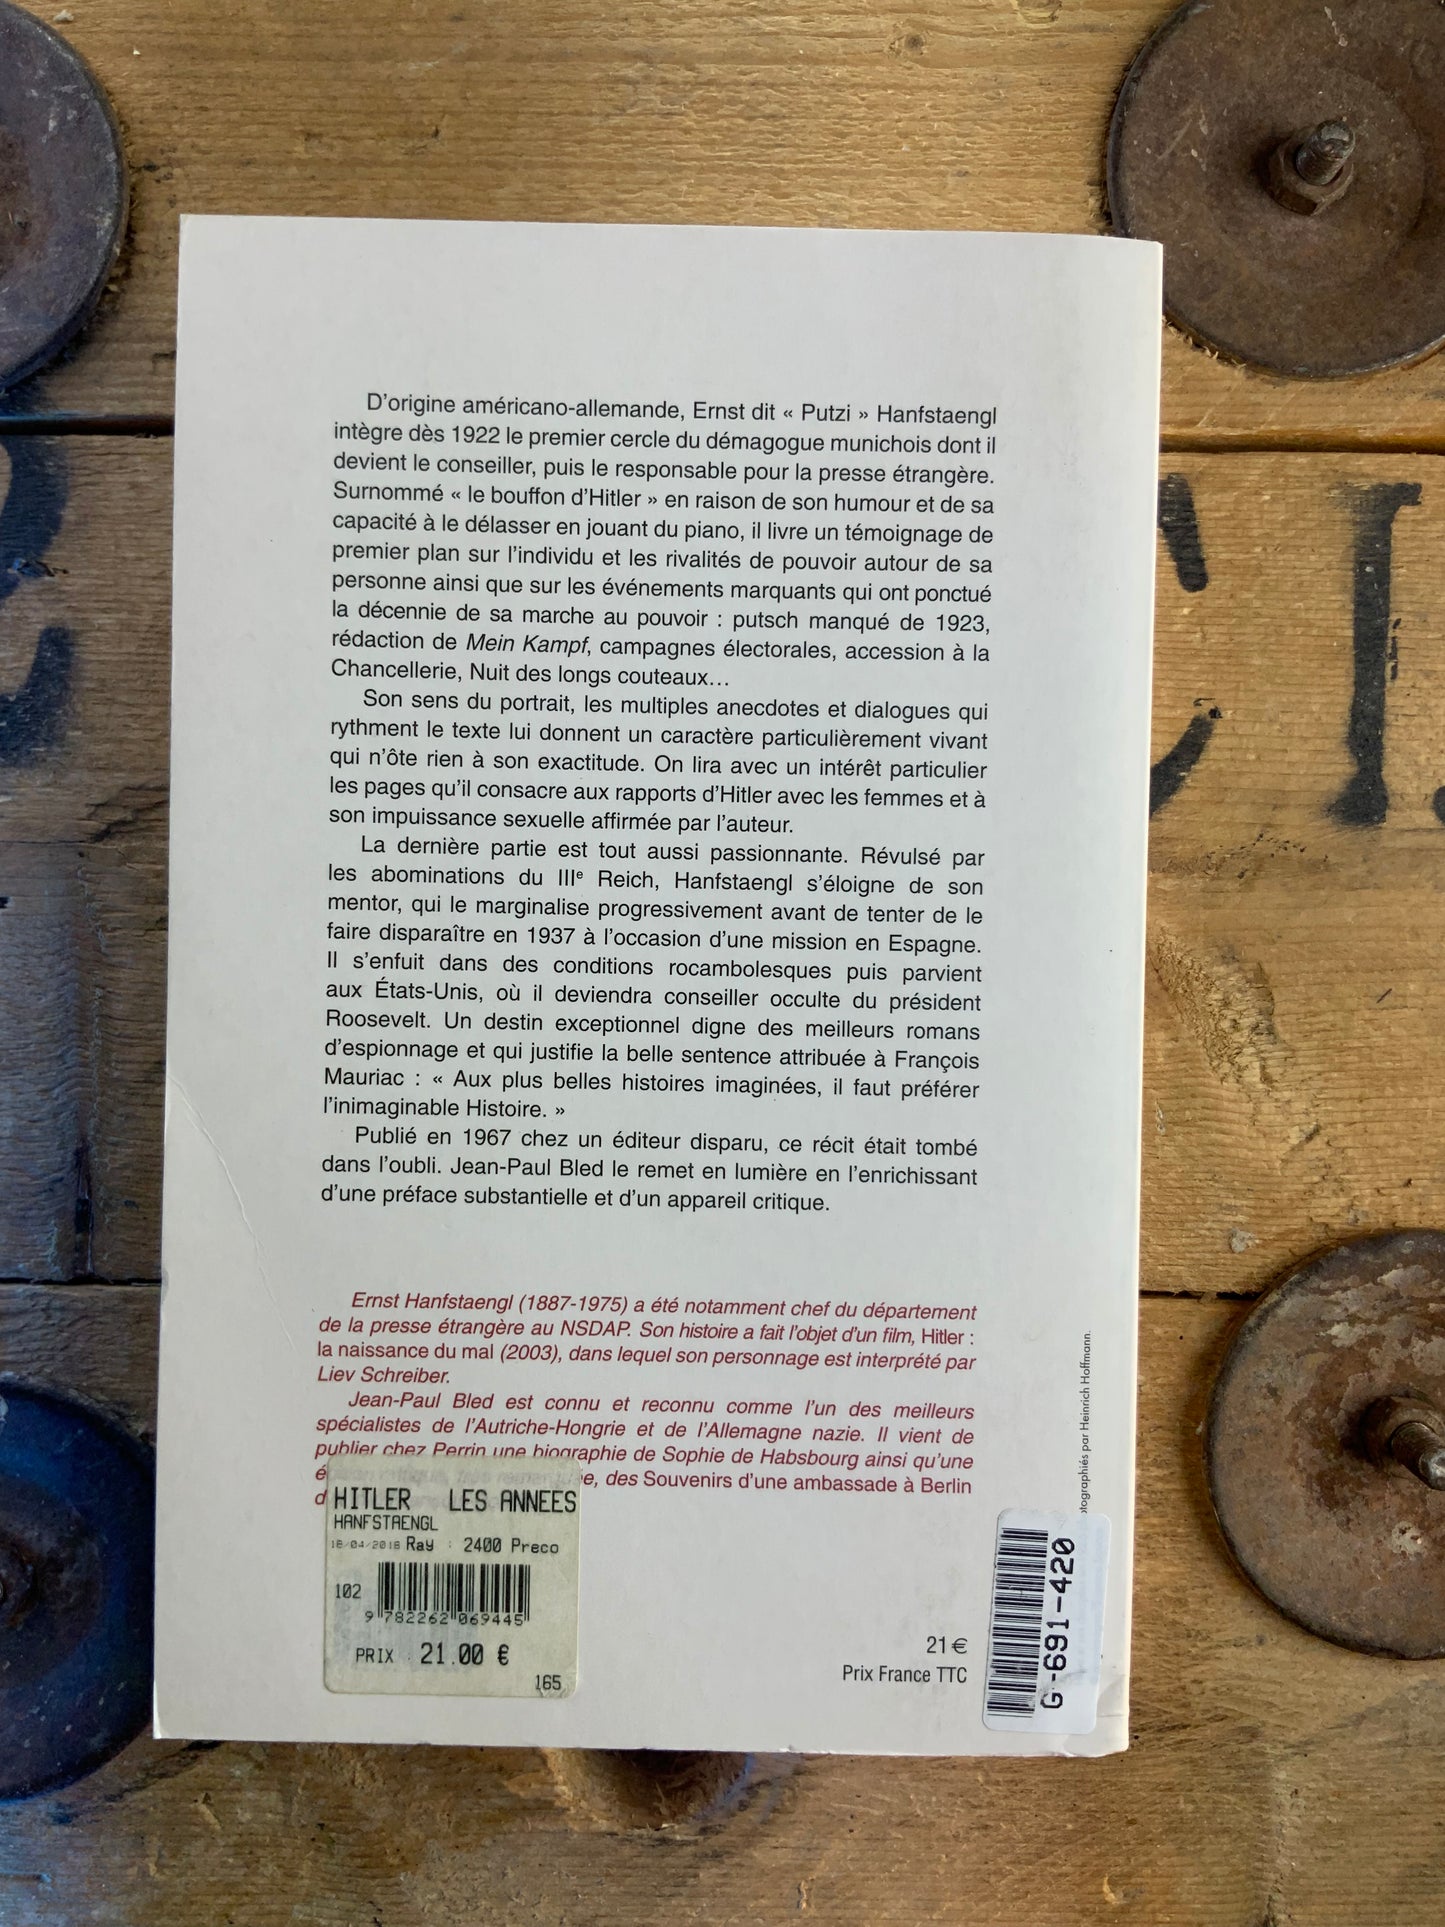 D'origine américano-allemande, Ernst dit « Putzi » Hanfstaengl
intègre dès 1922 le premier cercle du démagogue munichois dont il
devient le conseiller, puis le responsable pour la presse étrangère.
Surnommé « le bouffon d'Hitler » en raison de son humour et de sa
capacité à le délasser en jouant du piano, il livre un témoignage de
premier plan sur l'individu et les rivalités de pouvoir autour de sa
personne ainsi que sur les événements marquants qui ont ponctué
la décennie de sa marche au pouvoir : putsch manqué de 1923,
rédaction de Mein Kampf, campagnes électorales, accession à la
Chancellerie, Nuit des longs couteaux…
Son sens du portrait, les multiples anecdotes et dialogues qui
rythment le texte lui donnent un caractère particulièrement vivant
qui n'ôte rien à son exactitude. On lira avec un intérêt particulier
les pages qu'il consacre aux rapports d'Hitler avec les femmes et à
son impuissance sexuelle affirmée par l'auteur.
La dernière partie est tout aussi passionnante. Révulsé par
les abominations du IIIe Reich, Hanfstaengl s'éloigne de son
mentor, qui le marginalise progressivement avant de tenter de le
faire disparaître en 1937 à l'occasion d'une mission en Espagne.
Il s'enfuit dans des conditions rocambolesques puis parvient
aux États-Unis, où il deviendra conseiller occulte du président
Roosevelt. Un destin exceptionnel digne des meilleurs romans
d'espionnage et qui justifie la belle sentence attribuée à François
Mauriac : « Aux plus belles histoires imaginées, il faut préférer
l'inimaginable Histoire. »
Publié en 1967 chez un éditeur disparu, ce récit était tombé
dans l'oubli. Jean-Paul Bled le remet en lumière en l'enrichissant
d'une préface substantielle et d'un appareil critique.
Ernst Hanfstaengl (1887-1975) a été notamment chef du département
de la presse étrangère au NSDAP. Son histoire a fait l'objet d'un film, Hitler :
la naissance du mal (2003), dans lequel son personnage est interprété par
Liev Schreiber.
Jean-Paul Bled est connu et reconnu comme l'un des meilleurs
spécialistes de l'Autriche-Hongrie et de l'Allemagne nazie. Il vient de
publier chez Perrin une biographie de Sophie de Habsbourg ainsi qu'une
des Souvenirs d'une ambassade à Berlin
HITLER LES ANNEES
HANFSTAENGL
18/04/2016 Ray : 2400 Preco
102
9 782262 069445
PRIX : 21.00 €
165
21 €
Prix France TTC
G-691-420
photographiés par Heinrich Hoffmann.